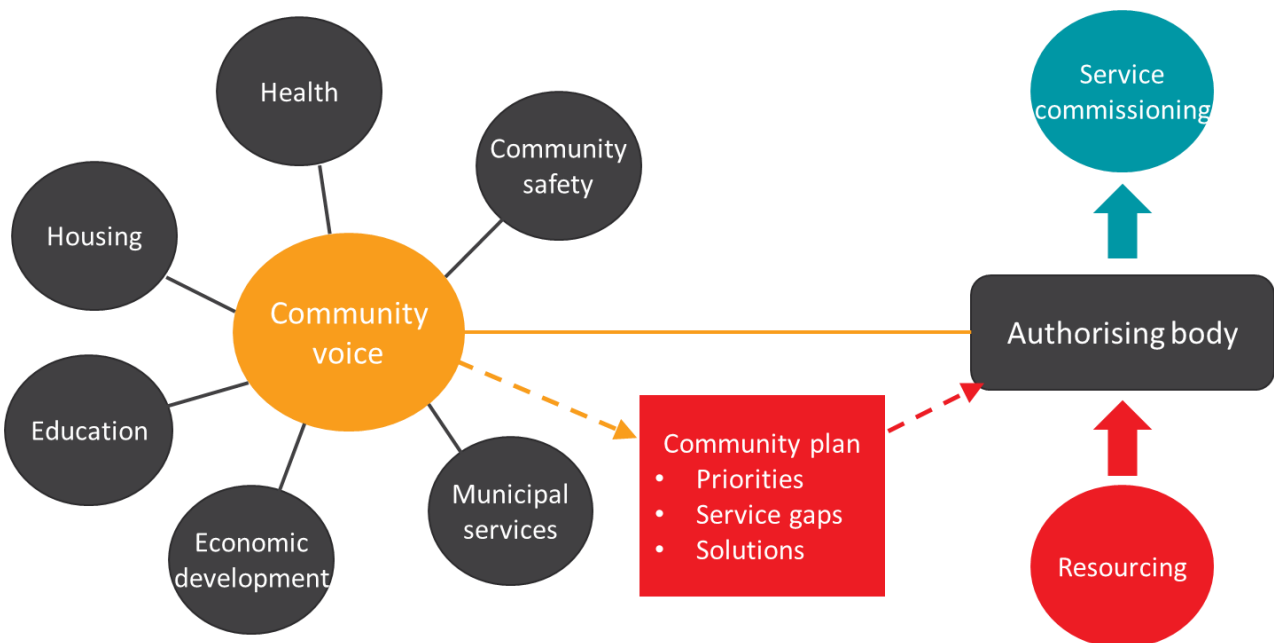 Health
Community
safety
Housing
Community
voice
Education
Economic
development
Municipal
services
Community plan
• Priorities
• Service gaps
• Solutions
Service
commissioning
Authorising body
Resourcing